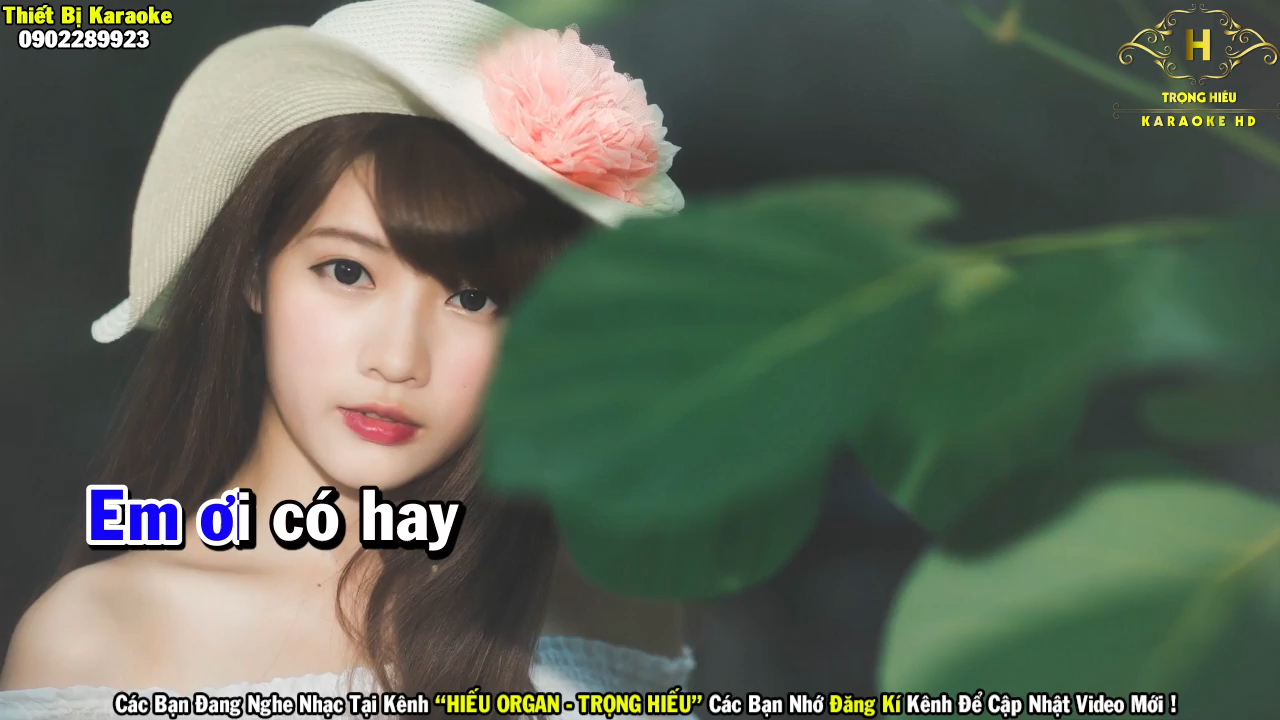 Thiết Bị Karaoke
0902289923
H
TRỌNG HIẾU
KARAOKE HD
Em ơi có hay
Các Bạn Đang Nghe Nhạc Tại Kênh “HIẾU ORGAN - TRỌNG HIẾU” Các Bạn Nhớ Đăng Kí Kênh Để Cập Nhật Video Mới !